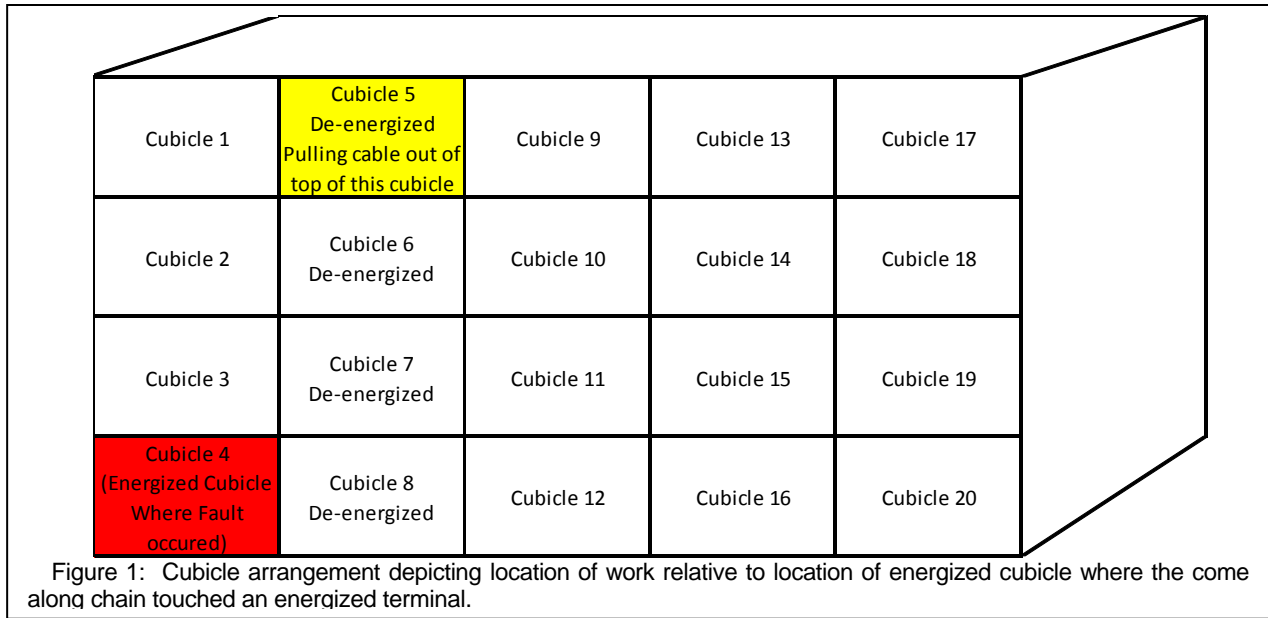 Cubicle 1
Cubicle 5
De-energized
Pulling cable out of
top of this cubicle
Cubicle 9
Cubicle 13
Cubicle 17
Cubicle 2
Cubicle 6
De-energized
Cubicle 10
Cubicle 14
Cubicle 18
Cubicle 3
Cubicle 7
De-energized
Cubicle 11
Cubicle 15
Cubicle 19
Cubicle 4
(Energized Cubicle
Where Fault
occured)
Cubicle 8
De-energized
Cubicle 12
Cubicle 16
Cubicle 20
Figure 1: Cubicle arrangement depicting location of work relative to location of energized cubicle where the come
along chain touched an energized terminal.